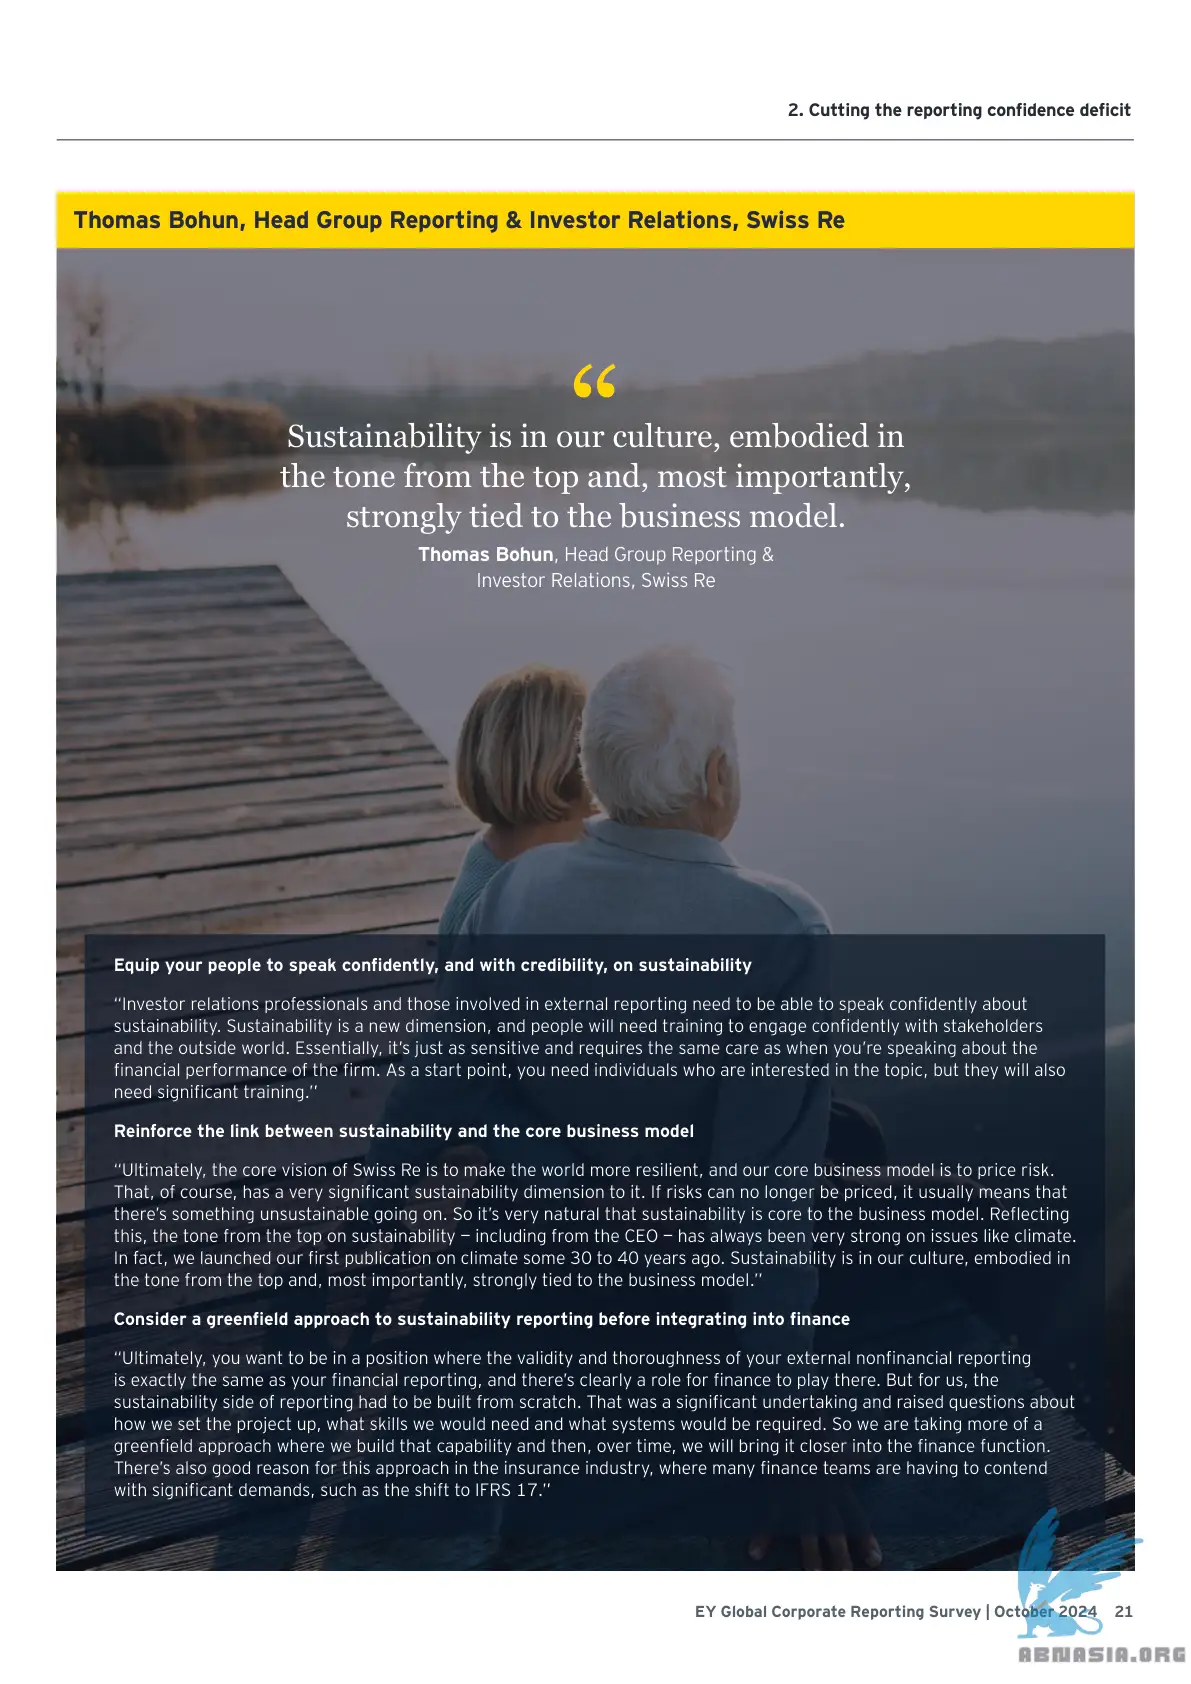 2. Cutting the reporting confidence deficit
Thomas Bohun, Head Group Reporting & Investor Relations, Swiss Re
“
Sustainability is in our culture, embodied in
the tone from the top and, most importantly,
strongly tied to the business model.
Thomas Bohun, Head Group Reporting &
Investor Relations, Swiss Re
Equip your people to speak confidently, and with credibility, on sustainability
“Investor relations professionals and those involved in external reporting need to be able to speak confidently about
sustainability. Sustainability is a new dimension, and people will need training to engage confidently with stakeholders
and the outside world. Essentially, it’s just as sensitive and requires the same care as when you’re speaking about the
financial performance of the firm. As a start point, you need individuals who are interested in the topic, but they will also
need significant training.’’
Reinforce the link between sustainability and the core business model
“Ultimately, the core vision of Swiss Re is to make the world more resilient, and our core business model is to price risk.
That, of course, has a very significant sustainability dimension to it. If risks can no longer be priced, it usually means that
there’s something unsustainable going on. So it’s very natural that sustainability is core to the business model. Reflecting
this, the tone from the top on sustainability — including from the CEO — has always been very strong on issues like climate.
In fact, we launched our first publication on climate some 30 to 40 years ago. Sustainability is in our culture, embodied in
the tone from the top and, most importantly, strongly tied to the business model.’’
Consider a greenfield approach to sustainability reporting before integrating into finance
“Ultimately, you want to be in a position where the validity and thoroughness of your external nonfinancial reporting
is exactly the same as your financial reporting, and there’s clearly a role for finance to play there. But for us, the
sustainability side of reporting had to be built from scratch. That was a significant undertaking and raised questions about
how we set the project up, what skills we would need and what systems would be required. So we are taking more of a
greenfield approach where we build that capability and then, over time, we will bring it closer into the finance function.
There’s also good reason for this approach in the insurance industry, where many finance teams are having to contend
with significant demands, such as the shift to IFRS 17.’’
EY Global Corporate Reporting Survey | October 2024 21
ABNASIA.ORG